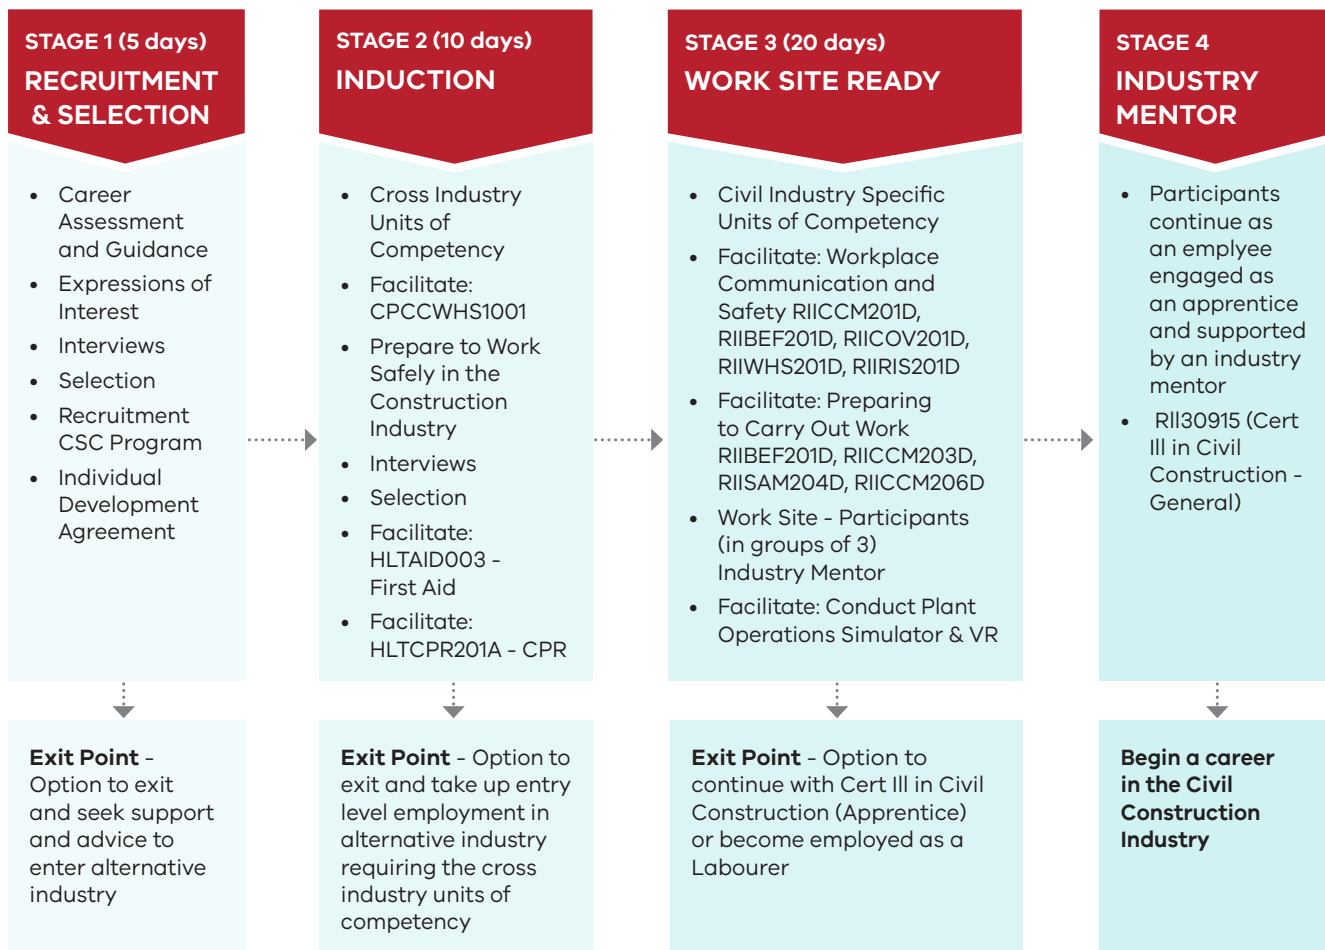 STAGE 1 (5 days)
RECRUITMENT
& SELECTION
• Career
Assessment
and Guidance
• Expressions of
Interest
• Interviews
• Selection
• Recruitment
CSC Program
• Individual
Development
Agreement
Exit Point -
Option to exit
and seek support
and advice to
enter alternative
industry
STAGE 2 (10 days)
INDUCTION
• Cross Industry
Units of
Competency
• Facilitate:
CPCCWHS1001
• Prepare to Work
Safely in the
Construction
Industry
• Interviews
• Selection
• Facilitate:
HLTAID003 -
First Aid
• Facilitate:
HLTCPR201A - CPR
Exit Point - Option to
exit and take up entry
level employment in
alternative industry
requiring the cross
industry units of
competency
STAGE 3 (20 days)
WORK SITE READY
• Civil Industry Specific
Units of Competency
• Facilitate: Workplace
Communication and
Safety RIICCM201D,
RIIBEF201D, RIICOV201D,
RIIWHS201D, RIIRIS201D
• Facilitate: Preparing
to Carry Out Work
RIIBEF201D, RIICCM203D,
RIISAM204D, RIICCM206D
• Work Site - Participants
(in groups of 3)
Industry Mentor
• Facilitate: Conduct Plant
Operations Simulator & VR
Exit Point - Option to
continue with Cert Ill in Civil
Construction (Apprentice)
or become employed as a
Labourer
STAGE 4
INDUSTRY
MENTOR
• Participants
continue as
an emplyee
engaged as
an apprentice
and supported
by an industry
mentor
• Rll30915 (Cert
Ill in Civil
Construction -
General)
Begin a career
in the Civil
Construction
Industry